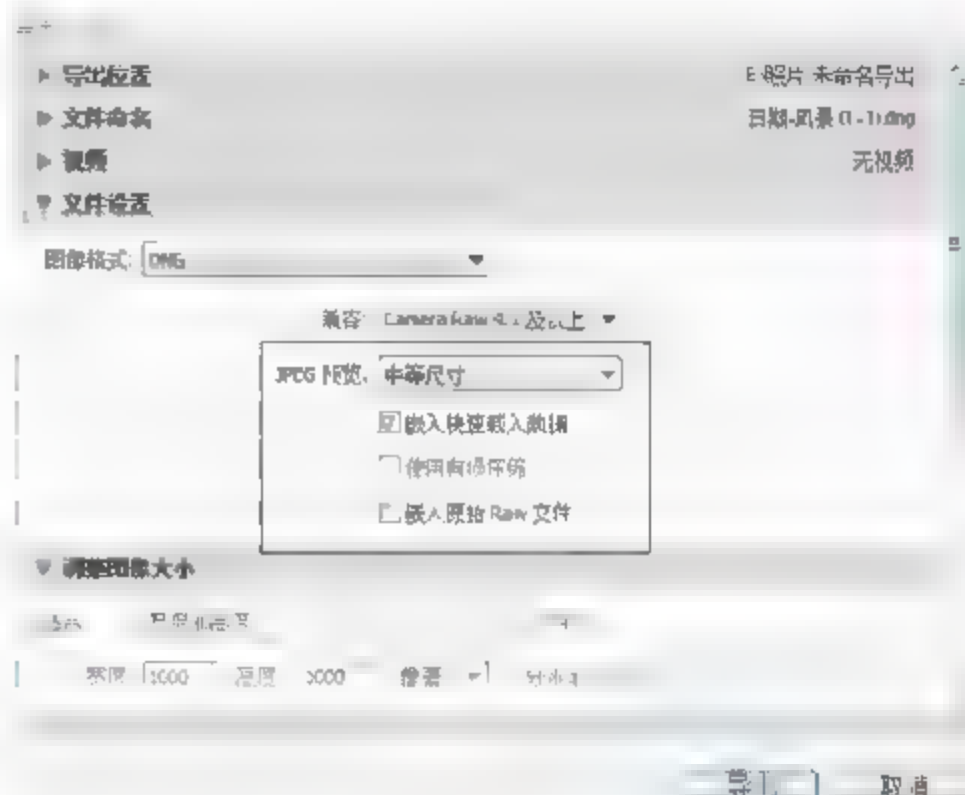 导出位置 E:\照片\未命名导出
文件命名 日期-风景 (1-1).dng
视频 无视频
文件设置
图像格式: DNG
兼容: Camera Raw 及以上
JPEG 预览: 中等尺寸
嵌入快速载入数据
使用有损压缩
嵌入原始 Raw 文件
调整图像大小
宽度 1000 高度 像素
取消